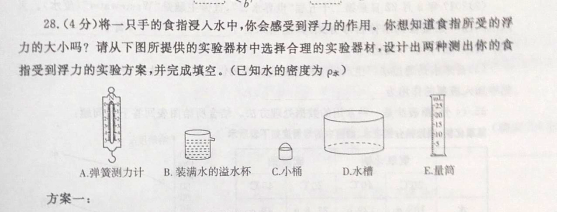 b'
28.(4分)将一只手的食指浸入水中,你会感受到浮力的作用。你想知道食指所受的浮
力的大小吗?请从下图所提供的实验器材中选择合理的实验器材,设计出两种测出你的食
指受到浮力的实验方案,并完成填空。(已知水的密度为ρ水)
mL
25
20
15
10
5
A.弹簧测力计 B.装满水的溢水杯 C.小桶 D.水槽 E.量筒
方案一: